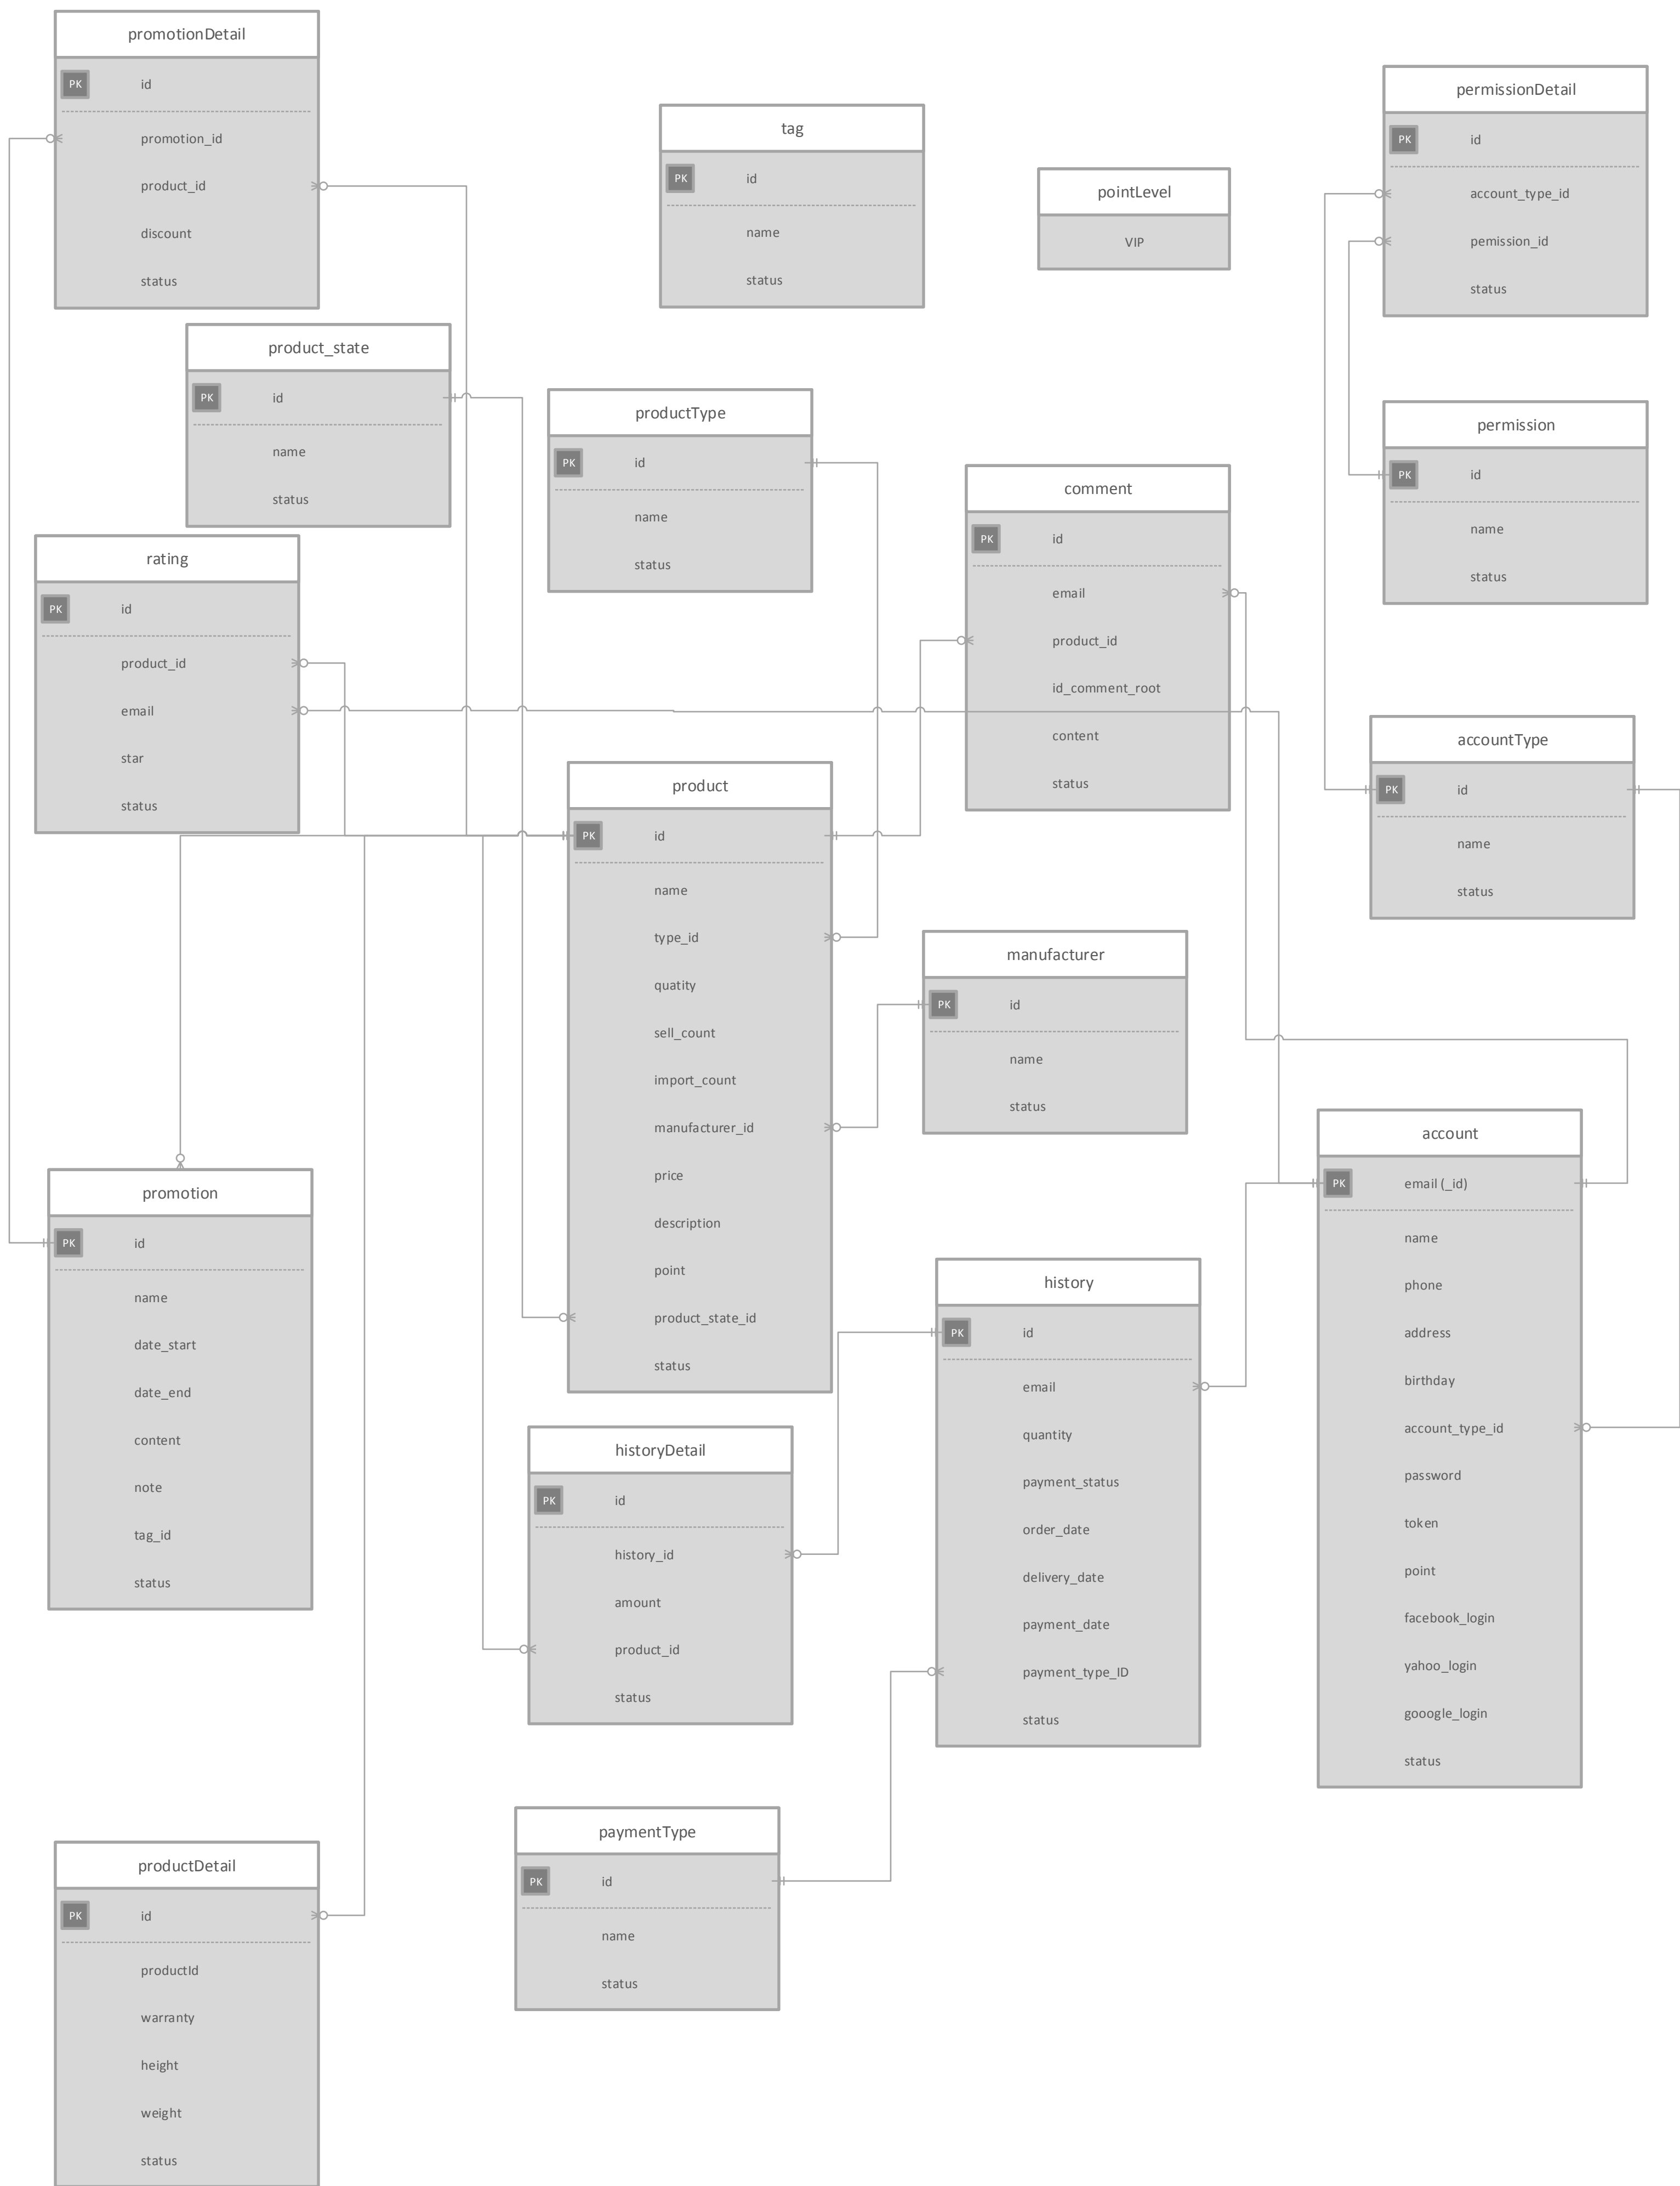 promotionDetail
PK id
promotion_id
product_id
discount
status
tag
PK id
name
status
pointLevel
VIP
permissionDetail
PK id
account_type_id
pemission_id
status
product_state
PK id
name
status
productType
PK id
name
status
permission
PK id
name
status
comment
PK id
email
product_id
id_comment_root
content
status
rating
PK id
product_id
email
star
status
accountType
PK id
name
status
product
PK id
name
type_id
quatity
sell_count
import_count
manufacturer_id
price
description
point
product_state_id
status
manufacturer
PK id
name
status
account
PK email (_id)
name
phone
address
birthday
account_type_id
password
token
point
facebook_login
yahoo_login
gooogle_login
status
promotion
PK id
name
date_start
date_end
content
note
tag_id
status
history
PK id
email
quantity
payment_status
order_date
delivery_date
payment_date
payment_type_ID
status
historyDetail
PK id
history_id
amount
product_id
status
paymentType
PK id
name
status
productDetail
PK id
productId
warranty
height
weight
status